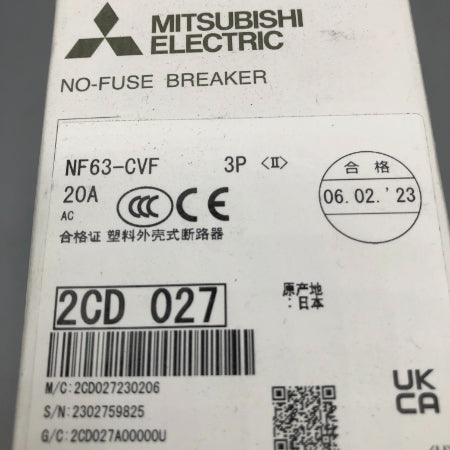 MITSUBISHI
ELECTRIC
NO-FUSE BREAKER
NF63-CVF 3P <II>
20A
AC
CCC CE
合格
06.02.'23
合格证 塑料外壳式断路器
2CD 027
原产地
:日本
M/C:2CD027230206
S/N:2302759825
G/C:2CD027A00000U
UK
CA